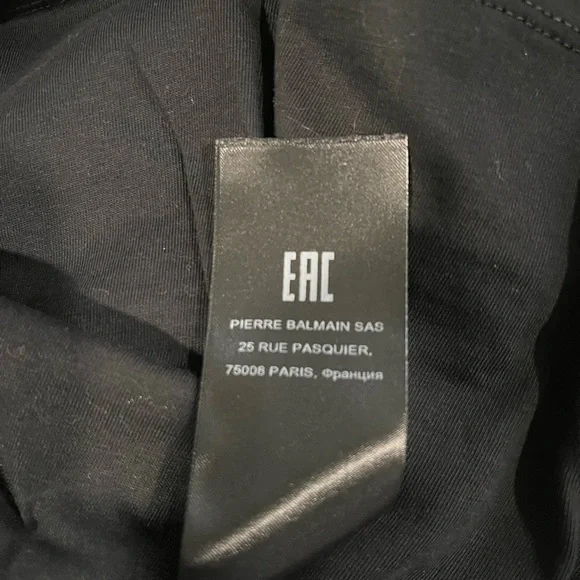 EAC
PIERRE BALMAIN SAS
25 RUE PASQUIER,
75008 PARIS, Франция